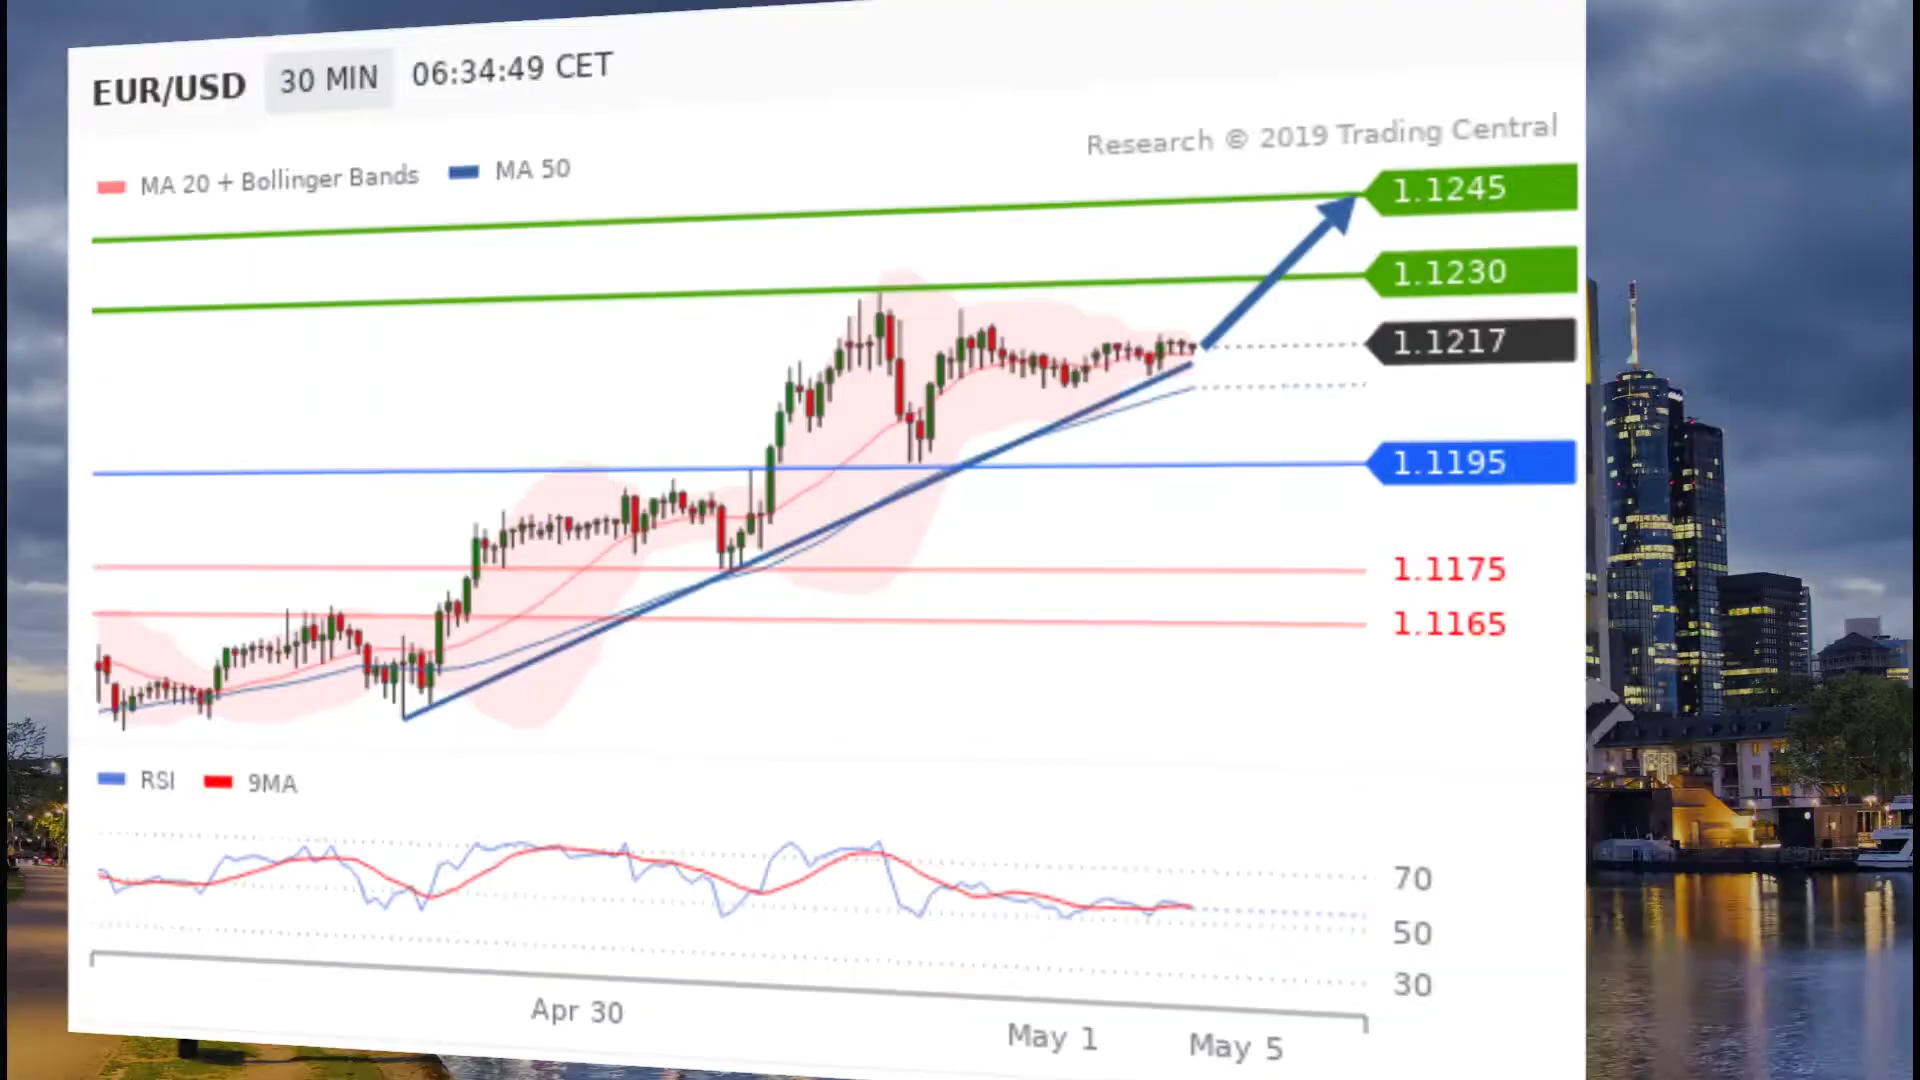 EUR/USD 30 MIN 06:34:49 CET
Research © 2019 Trading Central
MA 20 + Bollinger Bands MA 50
1.1245
1.1230
1.1217
1.1195
1.1175
1.1165
RSI 9MA
70
50
30
Apr 30 May 1 May 5